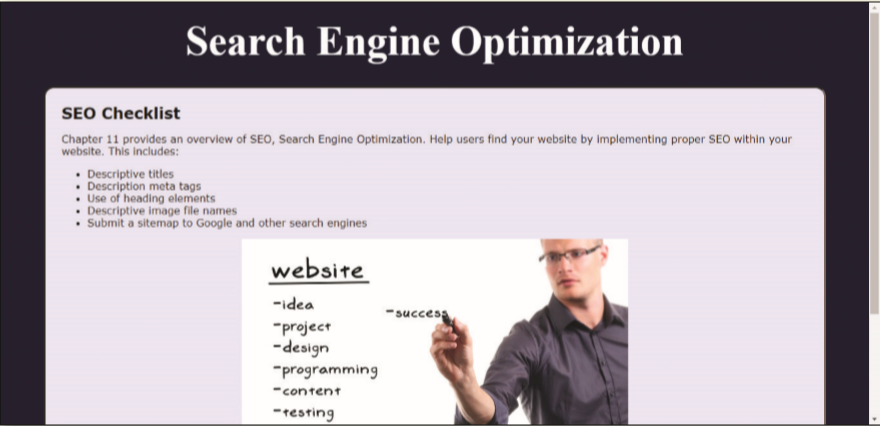 Search Engine Optimization
SEO Checklist
Chapter 11 provides an overview of SEO, Search Engine Optimization. Help users find your website by implementing proper SEO within your
website. This includes:
• Descriptive titles
• Description meta tags
• Use of heading elements
• Descriptive image file names
• Submit a sitemap to Google and other search engines
website
-idea
-success
-project
-design
-programming
-content
-testing